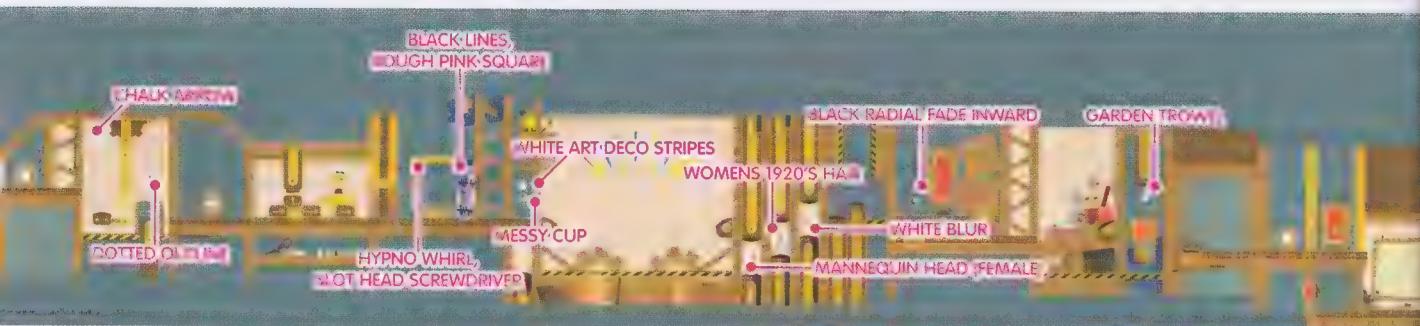 BLACK LINES,
ROUGH PINK SQUARE
CHALK ARROW
BLACK RADIAL FADE INWARD
GARDEN TROWEL
WHITE ART DECO STRIPES
WOMENS 1920'S HAIR
MESSY CUP
WHITE BLUR
DOTTED OUTLINE
HYPNO WHIRL,
SLOT HEAD SCREWDRIVER
MANNEQUIN HEAD (FEMALE)